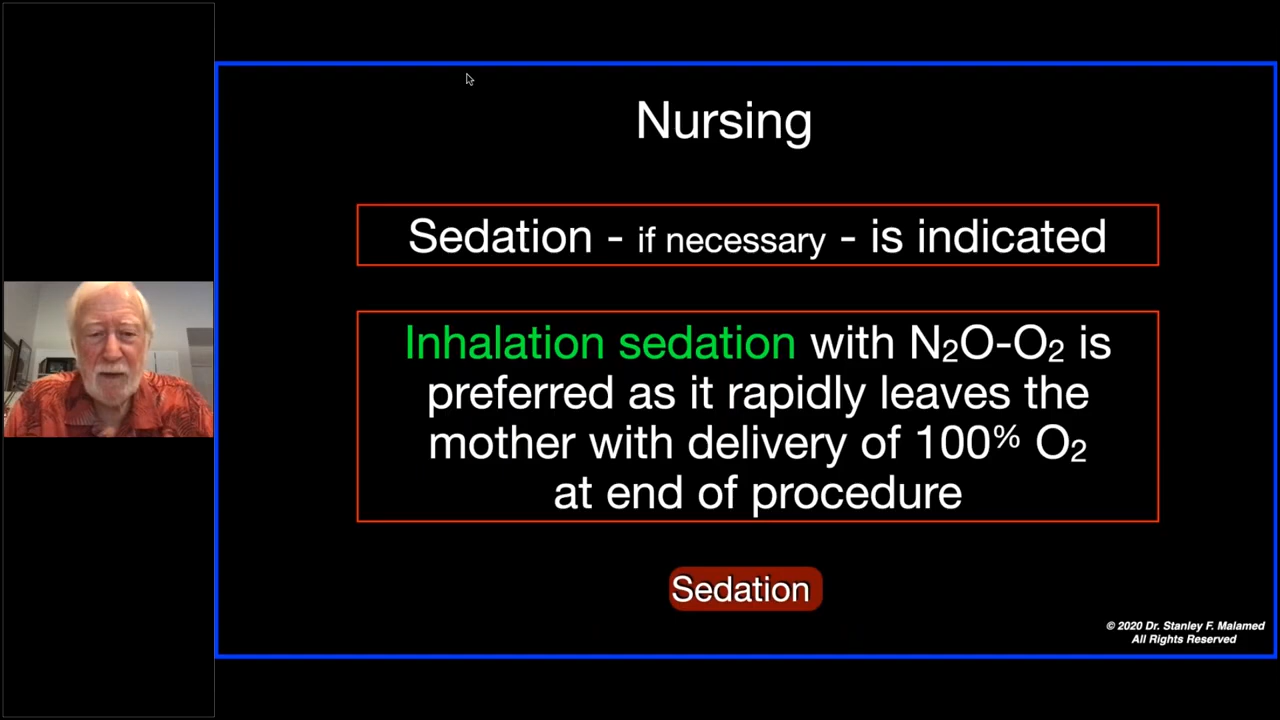 Nursing
Sedation - if necessary - is indicated
Inhalation sedation with N₂O-O₂ is
preferred as it rapidly leaves the
mother with delivery of 100% O₂
at end of procedure
Sedation
© 2020 Dr. Stanley F. Malamed
All Rights Reserved